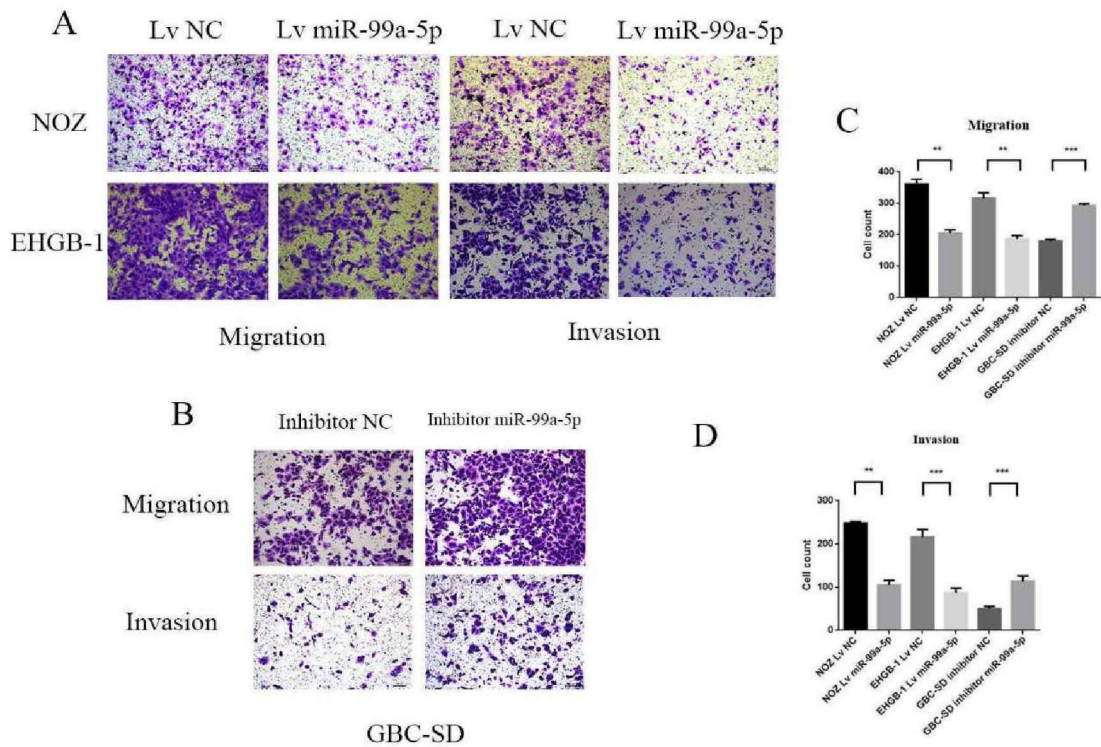 A
Lv NC
Lv miR-99a-5p
Lv NC
Lv miR-99a-5p
NOZ
EHGB-1
Migration
Invasion
B
Inhibitor NC
Inhibitor miR-99a-5p
Migration
Invasion
GBC-SD
C
Migration
** ** ***
Cell count
400
300
200
100
0
NOZ Lv NC
NOZ Lv miR-99a-5p
EHGB-1 Lv NC
EHGB-1 Lv miR-99a-5p
GBC-SD inhibitor NC
GBC-SD inhibitor miR-99a-5p
D
Invasion
** *** ***
Cell count
300
200
100
0
NOZ Lv NC
NOZ Lv miR-99a-5p
EHGB-1 Lv NC
EHGB-1 Lv miR-99a-5p
GBC-SD inhibitor NC
GBC-SD inhibitor miR-99a-5p